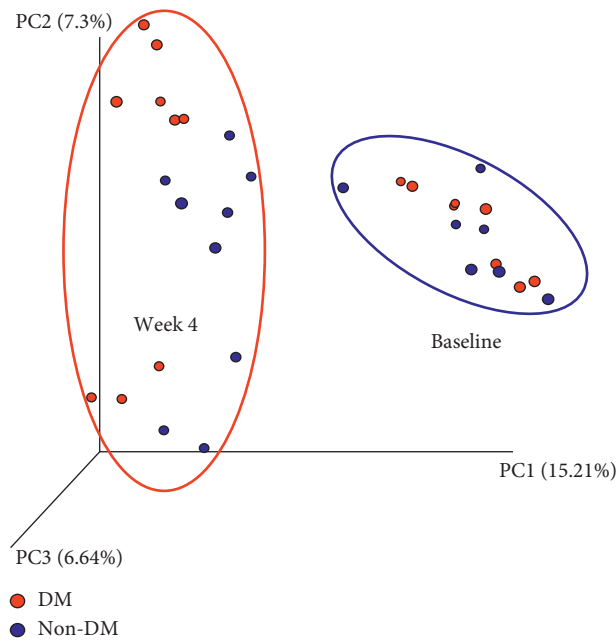 PC2 (7.3%)
Week 4
Baseline
PC1 (15.21%)
PC3 (6.64%)
DM
Non-DM